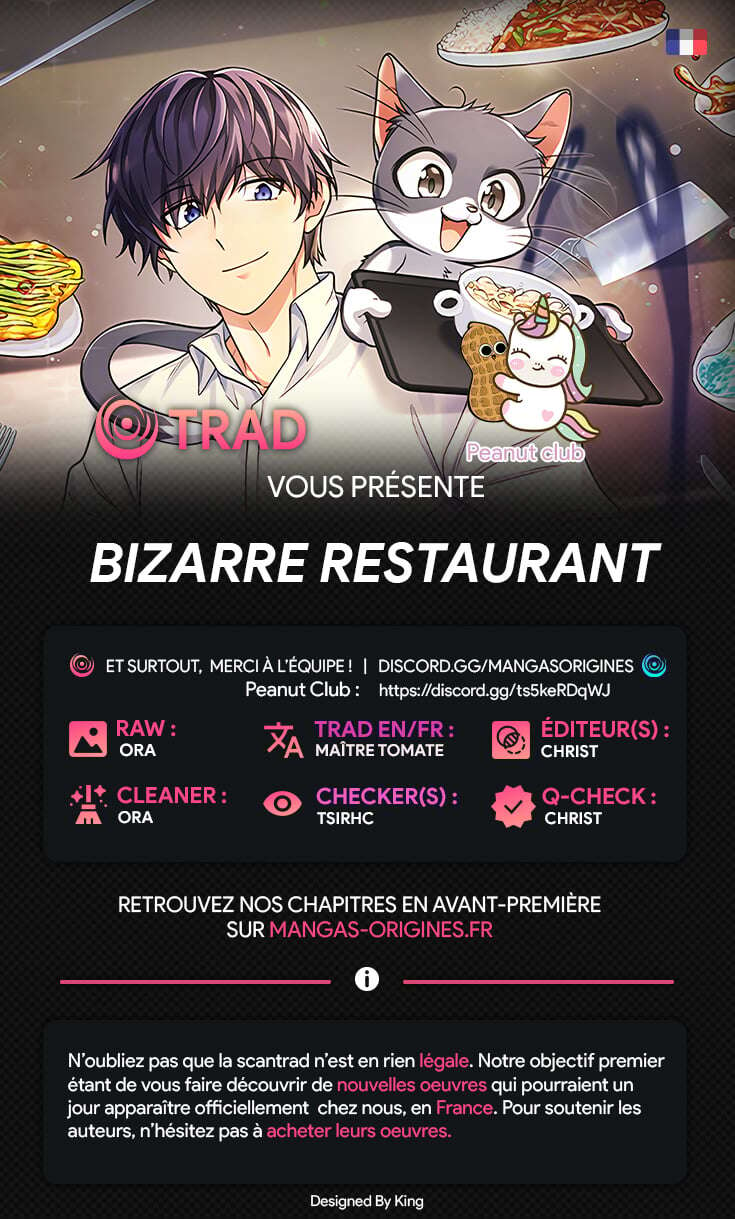 TRAD
Peanut club
VOUS PRÉSENTE
BIZARRE RESTAURANT
ET SURTOUT, MERCI À L'ÉQUIPE ! | DISCORD.GG/MANGASORIGINES
Peanut Club : https://discord.gg/ts5keRDqWJ
RAW : TRAD EN/FR : ÉDITEUR(S) :
ORA MAÎTRE TOMATE CHRIST
CLEANER : CHECKER(S) : Q-CHECK :
ORA TSIRHC CHRIST
RETROUVEZ NOS CHAPITRES EN AVANT-PREMIÈRE
SUR MANGAS-ORIGINES.FR
N'oubliez pas que la scantrad n'est en rien légale. Notre objectif premier
étant de vous faire découvrir de nouvelles oeuvres qui pourraient un
jour apparaître officiellement chez nous, en France. Pour soutenir les
auteurs, n'hésitez pas à acheter leurs oeuvres.
Designed By King